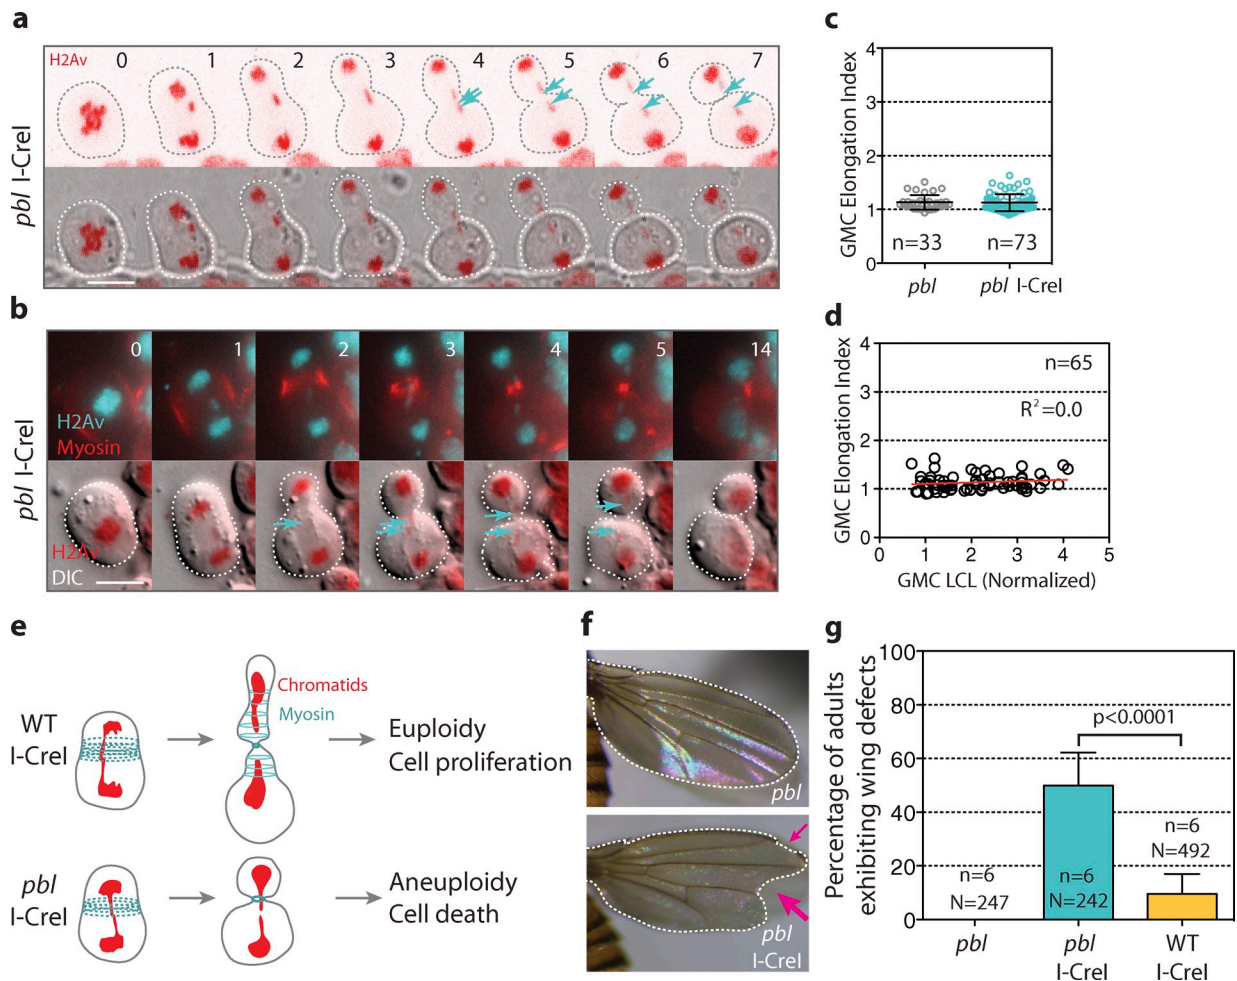 a
H2Av 0 1 2 3 4 5 6 7
pbl I-CreI
b
0 1 2 3 4 5 14
H2Av
Myosin
pbl I-CreI
H2Av
DIC
c
GMC Elongation Index
4
3
2
1
0
n=33 n=73
pbl pbl I-CreI
d
GMC Elongation Index
4
3
2
1
0
n=65
R²=0.0
0 1 2 3 4 5
GMC LCL (Normalized)
e
WT
I-CreI
Chromatids
Myosin
Euploidy
Cell proliferation
pbl
I-CreI
Aneuploidy
Cell death
f
pbl
pbl
I-CreI
g
Percentage of adults
exhibiting wing defects
100
80
60
40
20
0
p<0.0001
n=6
N=247
n=6
N=242
n=6
N=492
pbl
pbl
I-CreI
WT
I-CreI